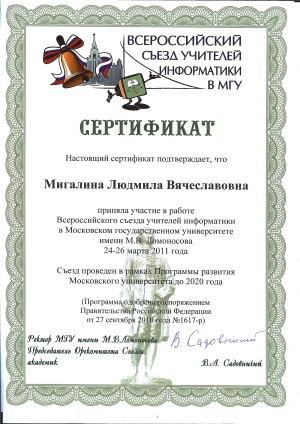 ВСЕРОССИЙСКИЙ
СЪЕЗД УЧИТЕЛЕЙ
ИНФОРМАТИКИ
В МГУ
СЕРТИФИКАТ
Настоящий сертификат подтверждает, что
Мигалина Людмила Вячеславовна
приняла участие в работе
Всероссийского съезда учителей информатики
в Московском государственном университете
имени М.В. Ломоносова
24-26 марта 2011 года
Съезд проведен в рамках Программы развития
Московского университета до 2020 года
(Программа одобрена распоряжением
Правительства Российской Федерации
от 27 сентября 2010 года №1617-р)
Ректор МГУ имени М.В.Ломоносова
Председатель Оргкомитета Съезда
академик
В. Садовничий
В.А. Садовничий